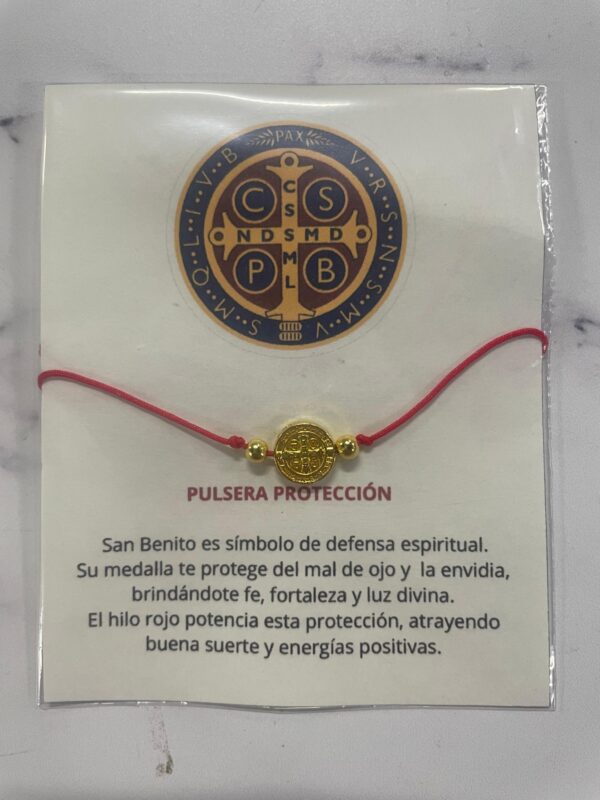 PAX
V · R · S · N · S · M · V · S · M · Q · L · I · V · B
C S
C S S M L
N D S M D
P B
PULSERA PROTECCIÓN
San Benito es símbolo de defensa espiritual.
Su medalla te protege del mal de ojo y la envidia,
brindándote fe, fortaleza y luz divina.
El hilo rojo potencia esta protección, atrayendo
buena suerte y energías positivas.